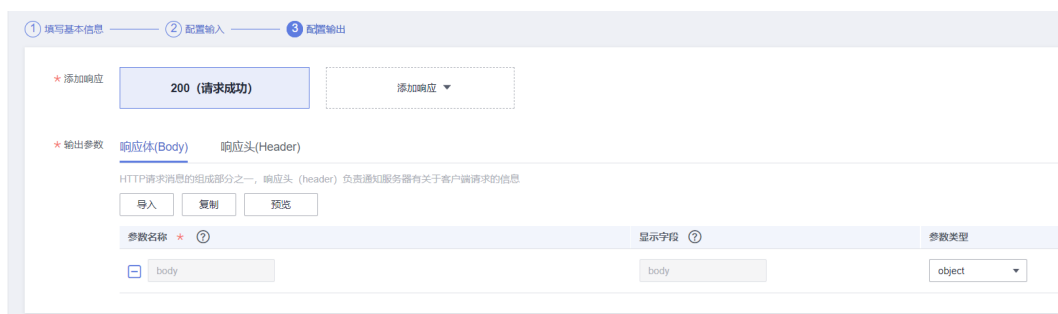 1 填写基本信息 2 配置输入 3 配置输出
* 添加响应 200（请求成功） 添加响应
* 输出参数 响应体(Body) 响应头(Header)
HTTP请求消息的组成部分之一，响应头（header）负责通知服务器有关于客户端请求的信息
导入 复制 预览
参数名称 * ? 显示字段 ? 参数类型
body body object